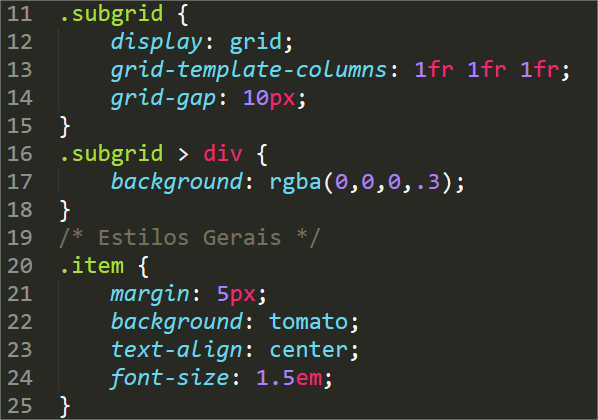 11 .subgrid {
12     display: grid;
13     grid-template-columns: 1fr 1fr 1fr;
14     grid-gap: 10px;
15 }
16 .subgrid > div {
17     background: rgba(0,0,0,.3);
18 }
19 /* Estilos Gerais */
20 .item {
21     margin: 5px;
22     background: tomato;
23     text-align: center;
24     font-size: 1.5em;
25 }